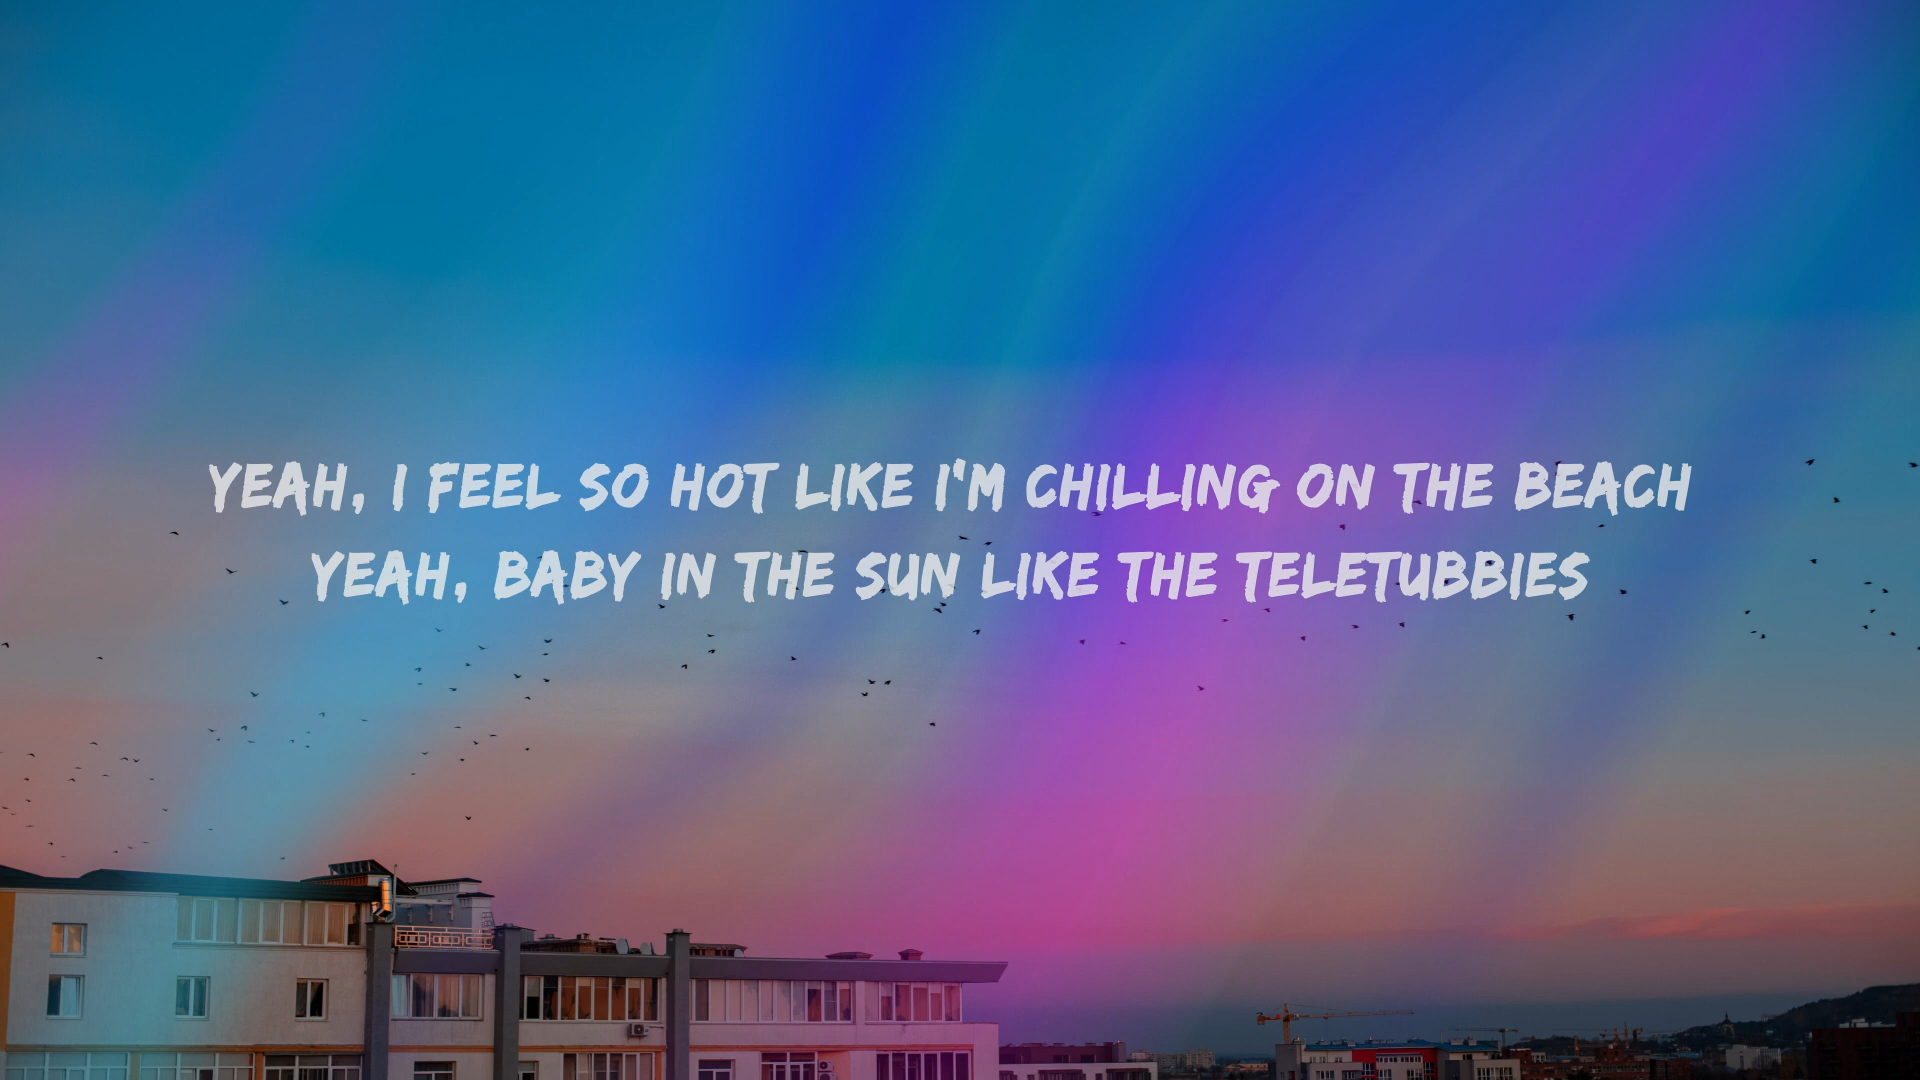 YEAH, I FEEL SO HOT LIKE I'M CHILLING ON THE BEACH
YEAH, BABY IN THE SUN LIKE THE TELETUBBIES